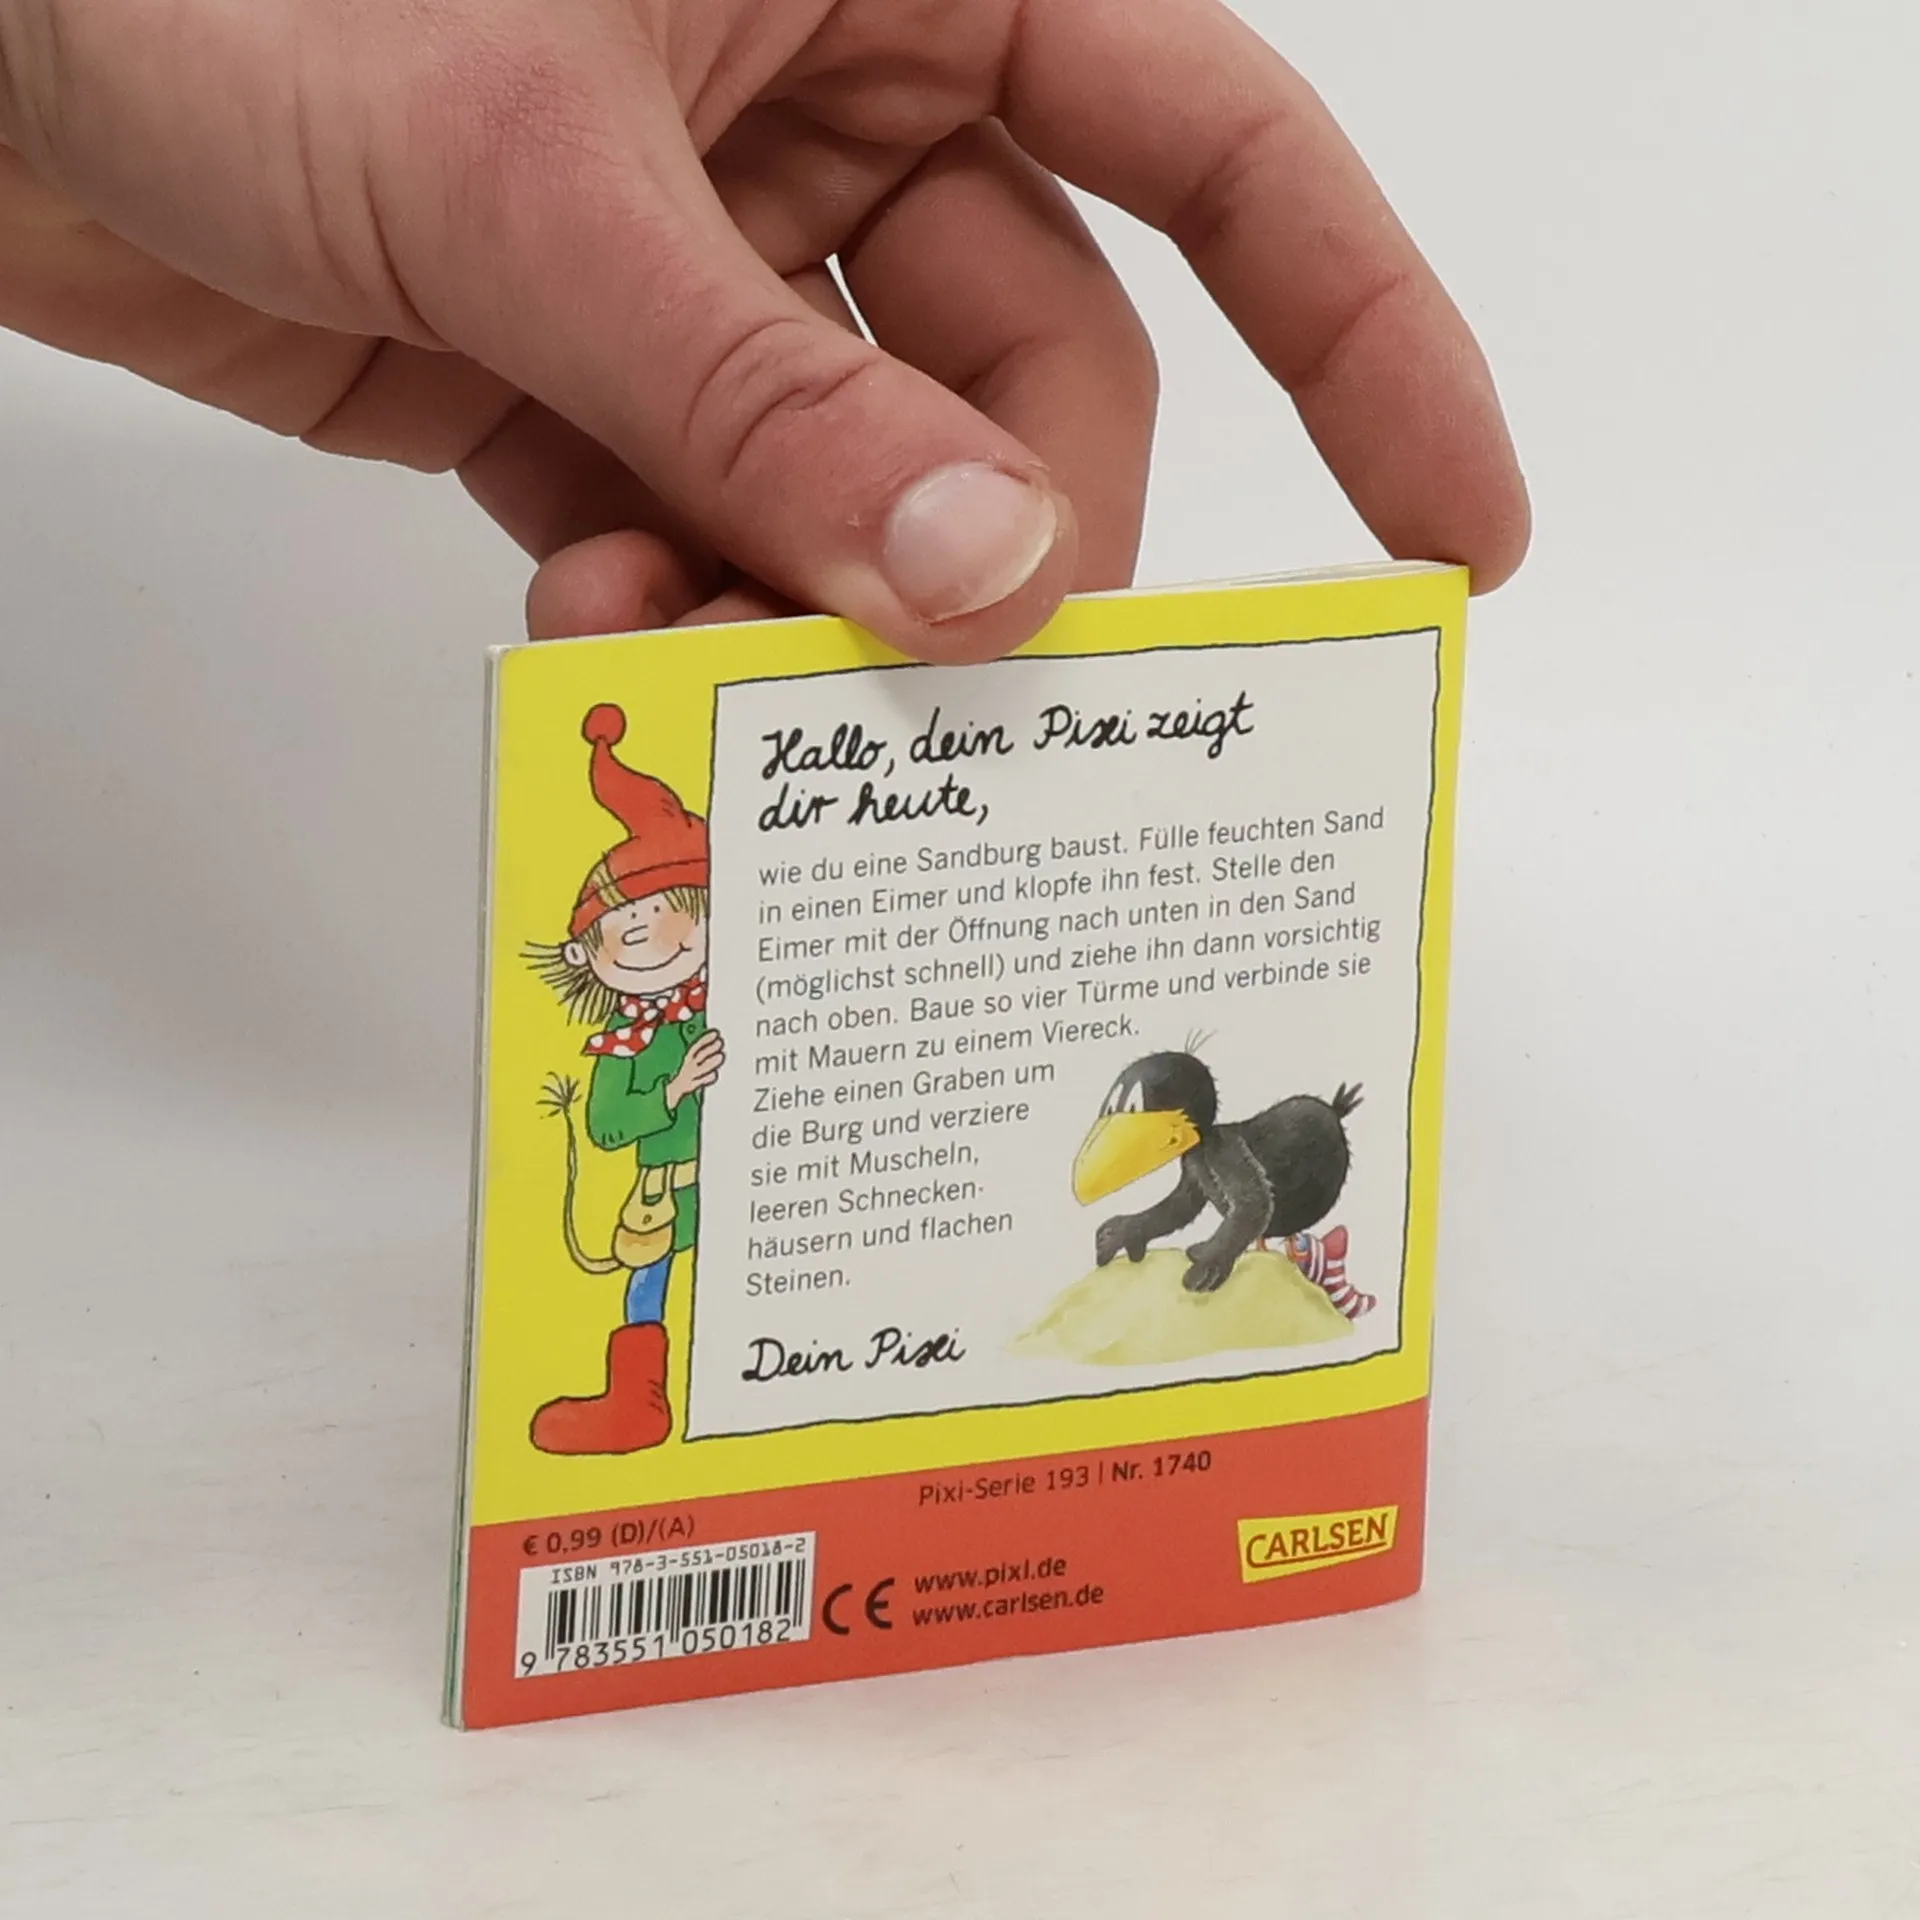 Hallo, dein Pixi zeigt
dir heute,
wie du eine Sandburg baust. Fülle feuchten Sand
in einen Eimer und klopfe ihn fest. Stelle den
Eimer mit der Öffnung nach unten in den Sand
(möglichst schnell) und ziehe ihn dann vorsichtig
nach oben. Baue so vier Türme und verbinde sie
mit Mauern zu einem Viereck.
Ziehe einen Graben um
die Burg und verziere
sie mit Muscheln,
leeren Schnecken-
häusern und flachen
Steinen.
Dein Pixi
Pixi-Serie 193 | Nr. 1740
€ 0,99 (D)/(A)
ISBN 978-3-551-05018-2
9 783551 050182
CE
www.pixi.de
www.carlsen.de
CARLSEN